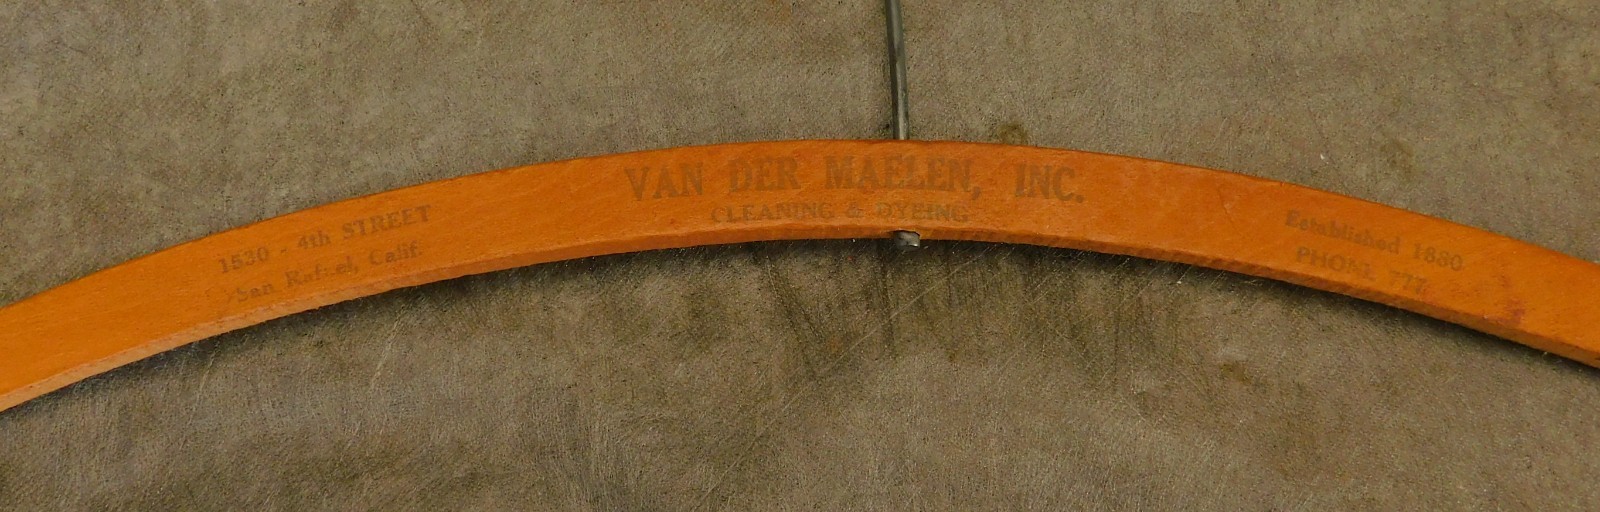 1530 - 4th STREET
San Rafael, Calif.
VAN DER MAELEN, INC.
CLEANING & DYEING
Established 1880
PHONE 777